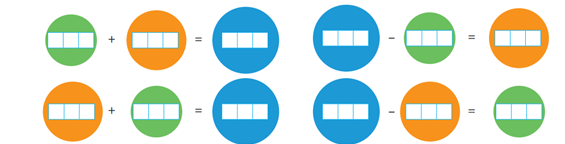 + = − =
+ = − =